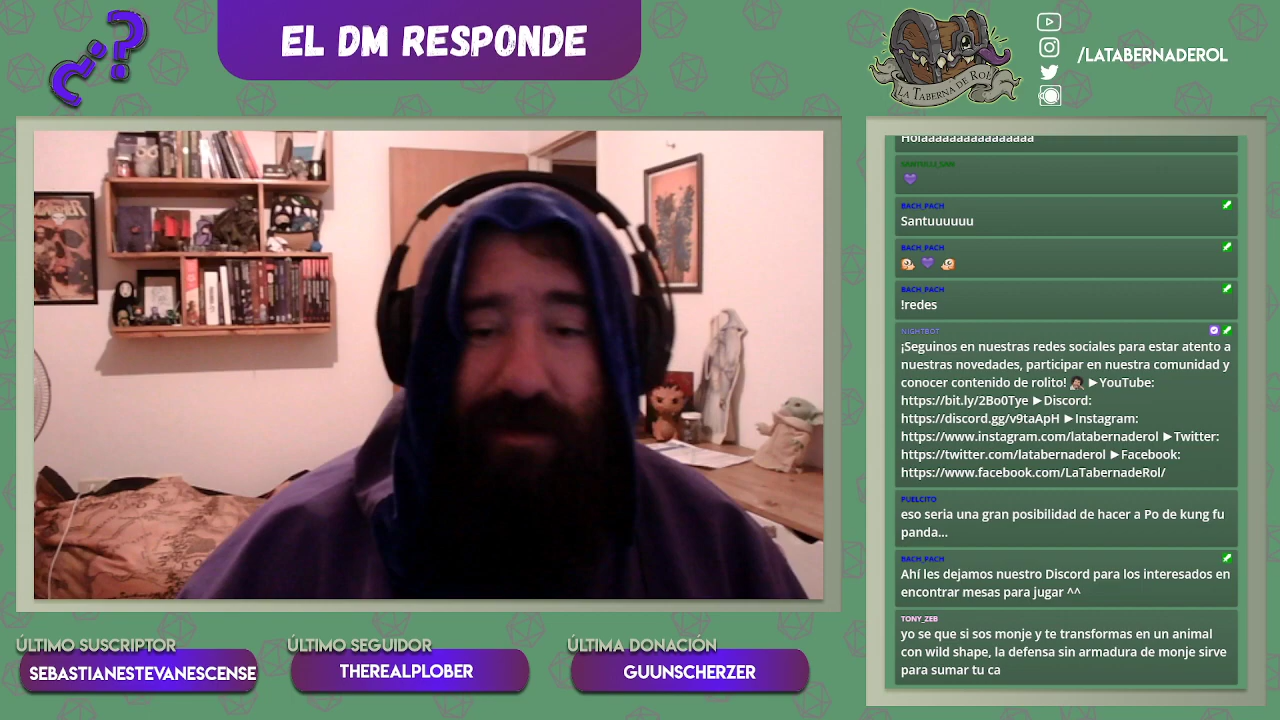 EL DM RESPONDE
LA TABERNA DE ROL
/LATABERNADEROL
Holaaaaaaaaaaaaaaaa
SANTULLI_SAN
BACH_PACH
Santuuuuuu
BACH_PACH
BACH_PACH
!redes
NIGHTBOT
¡Seguinos en nuestras redes sociales para estar atento a
nuestras novedades, participar en nuestra comunidad y
conocer contenido de rolito! ►YouTube:
https://bit.ly/2Bo0Tye ►Discord:
https://discord.gg/v9taApH ►Instagram:
https://www.instagram.com/latabernaderol ►Twitter:
https://twitter.com/latabernaderol ►Facebook:
https://www.facebook.com/LaTabernadeRol/
PUELCITO
eso seria una gran posibilidad de hacer a Po de kung fu
panda...
BACH_PACH
Ahí les dejamos nuestro Discord para los interesados en
encontrar mesas para jugar ^^
TONY_ZEB
yo se que si sos monje y te transformas en un animal
con wild shape, la defensa sin armadura de monje sirve
para sumar tu ca
ÚLTIMO SUSCRIPTOR
SEBASTIANESTEVANESCENSE
ÚLTIMO SEGUIDOR
THEREALPLOBER
ÚLTIMA DONACIÓN
GUUNSCHERZER